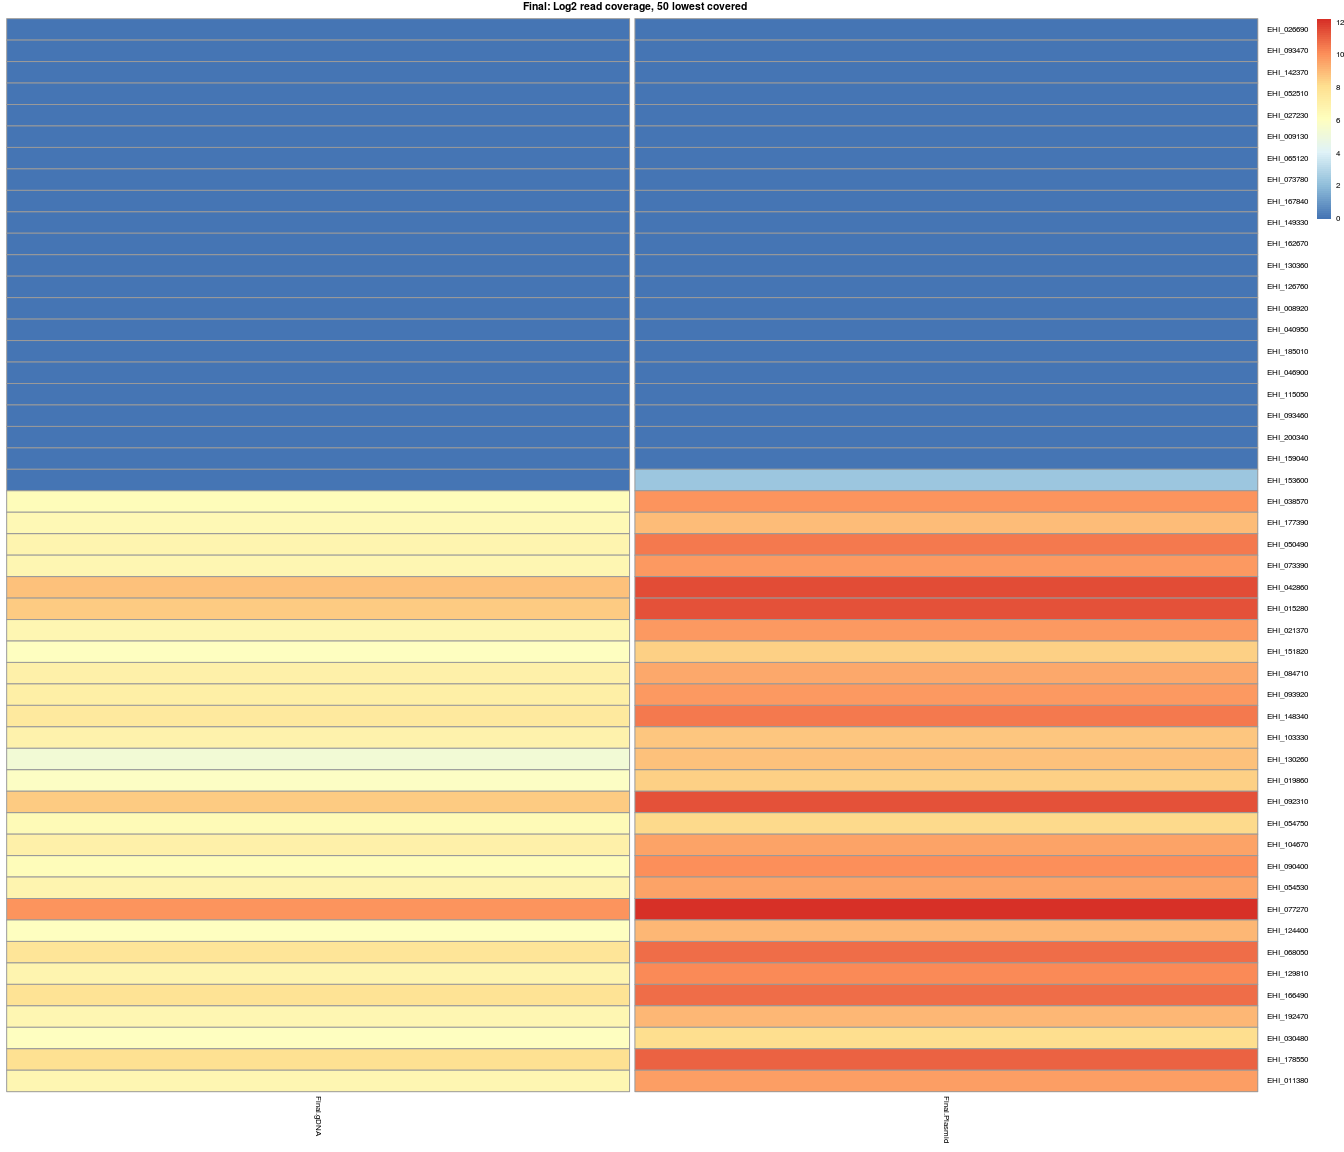 Final: Log2 read coverage, 50 lowest covered
EHI_026690
EHI_093470
EHI_142370
EHI_052510
EHI_027230
EHI_009130
EHI_065120
EHI_073780
EHI_167840
EHI_149330
EHI_162670
EHI_130360
EHI_126760
EHI_008920
EHI_040950
EHI_185010
EHI_046900
EHI_115050
EHI_093460
EHI_200340
EHI_159040
EHI_153600
EHI_038570
EHI_177390
EHI_050490
EHI_073390
EHI_042860
EHI_015280
EHI_021370
EHI_151820
EHI_084710
EHI_093920
EHI_148340
EHI_103330
EHI_130260
EHI_019860
EHI_092310
EHI_054750
EHI_104670
EHI_090400
EHI_054530
EHI_077270
EHI_124400
EHI_068050
EHI_129810
EHI_166490
EHI_192470
EHI_030480
EHI_178550
EHI_011380
12
10
8
6
4
2
0
Final.gDNA
Final.Plasmid